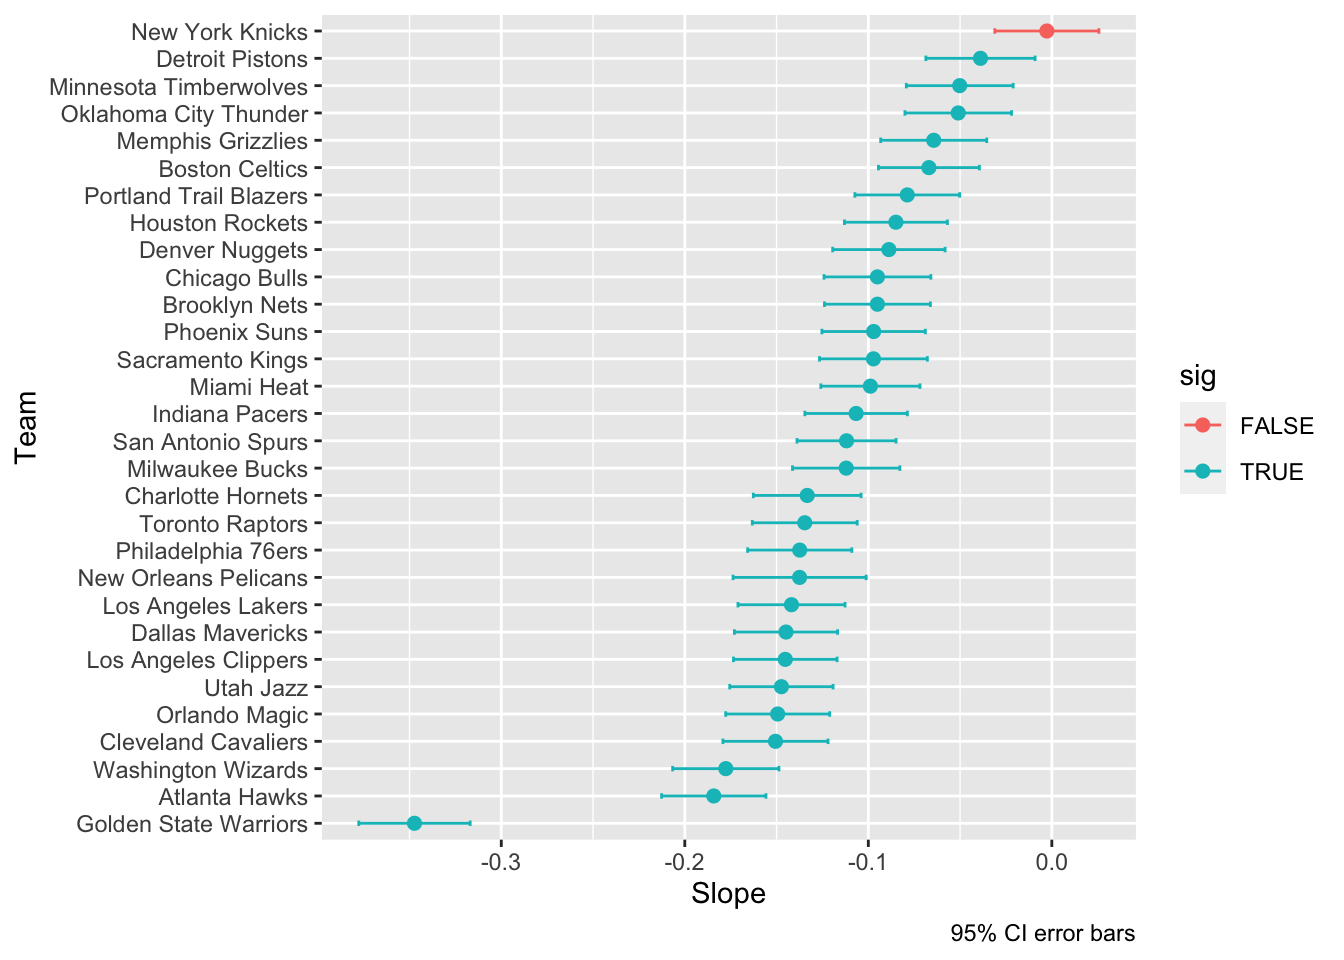 New York Knicks
Detroit Pistons
Minnesota Timberwolves
Oklahoma City Thunder
Memphis Grizzlies
Boston Celtics
Portland Trail Blazers
Houston Rockets
Denver Nuggets
Chicago Bulls
Brooklyn Nets
Phoenix Suns
Sacramento Kings
Miami Heat
Indiana Pacers
San Antonio Spurs
Milwaukee Bucks
Charlotte Hornets
Toronto Raptors
Philadelphia 76ers
New Orleans Pelicans
Los Angeles Lakers
Dallas Mavericks
Los Angeles Clippers
Utah Jazz
Orlando Magic
Cleveland Cavaliers
Washington Wizards
Atlanta Hawks
Golden State Warriors
Team
-0.3 -0.2 -0.1 0.0
Slope
95% CI error bars
sig
FALSE
TRUE